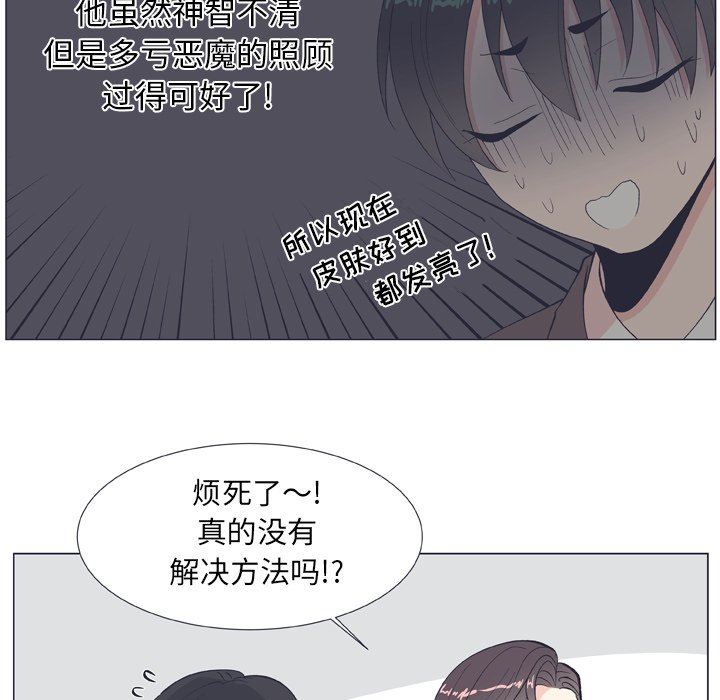 他虽然神智不清
但是多亏恶魔的照顾
过得可好了!
所以现在
皮肤好到
都发亮了!
烦死了～!
真的没有
解决方法吗!?